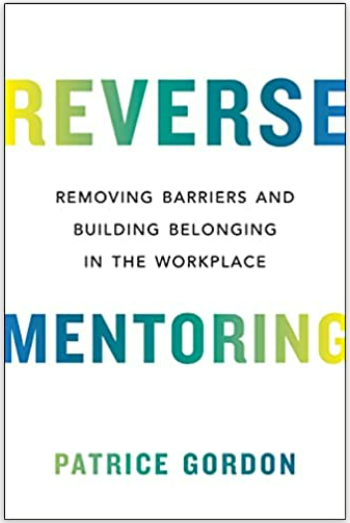 REVERSE
REMOVING BARRIERS AND
BUILDING BELONGING
IN THE WORKPLACE
MENTORING
PATRICE GORDON